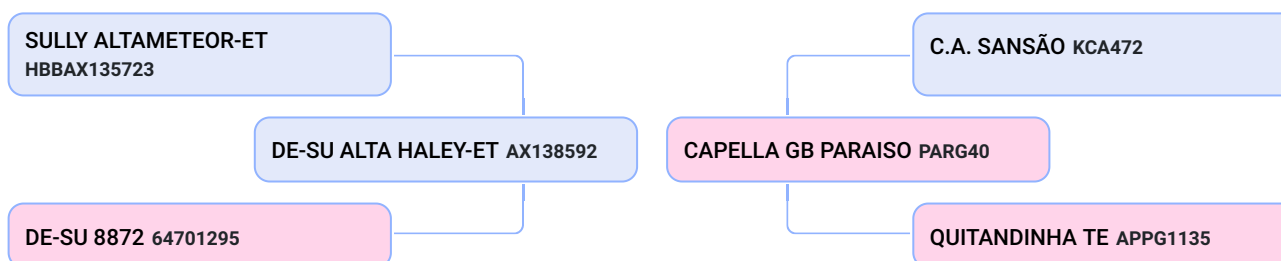 SULLY ALTAMETEOR-ET
HBBAX135723
C.A. SANSÃO KCA472
DE-SU ALTA HALEY-ET AX138592
CAPELLA GB PARAISO PARG40
DE-SU 8872 64701295
QUITANDINHA TE APPG1135